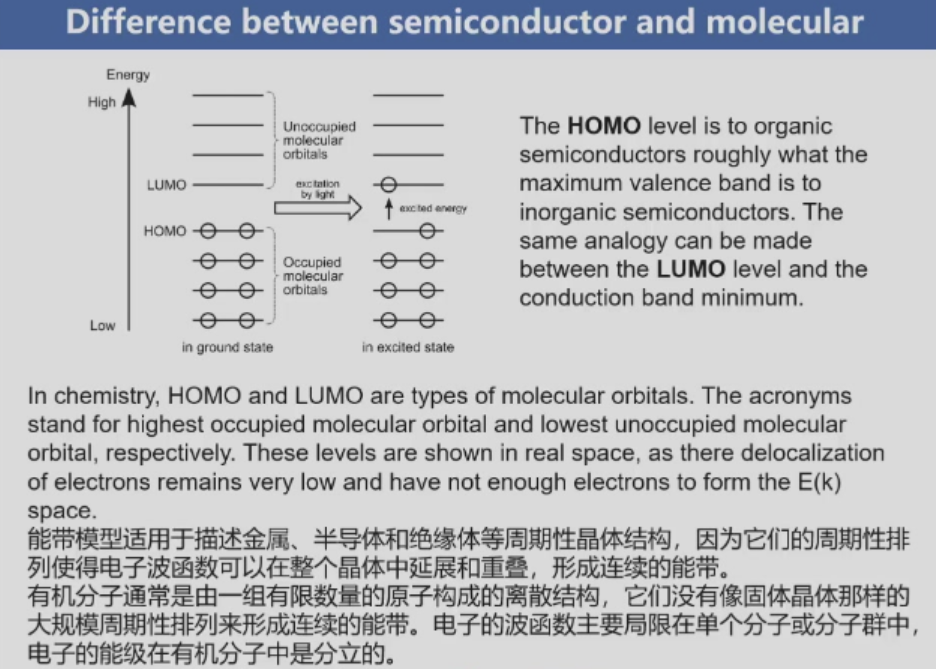 Difference between semiconductor and molecular
Energy
High
Unoccupied
molecular
orbitals
LUMO
excitation
by light
excited energy
HOMO
Occupied
molecular
orbitals
Low
in ground state
in excited state
The HOMO level is to organic
semiconductors roughly what the
maximum valence band is to
inorganic semiconductors. The
same analogy can be made
between the LUMO level and the
conduction band minimum.
In chemistry, HOMO and LUMO are types of molecular orbitals. The acronyms
stand for highest occupied molecular orbital and lowest unoccupied molecular
orbital, respectively. These levels are shown in real space, as there delocalization
of electrons remains very low and have not enough electrons to form the E(k)
space.
能带模型适用于描述金属、半导体和绝缘体等周期性晶体结构，因为它们的周期性排
列使得电子波函数可以在整个晶体中延展和重叠，形成连续的能带。
有机分子通常是由一组有限数量的原子构成的离散结构，它们没有像固体晶体那样的
大规模周期性排列来形成连续的能带。电子的波函数主要局限在单个分子或分子群中，
电子的能级在有机分子中是分立的。